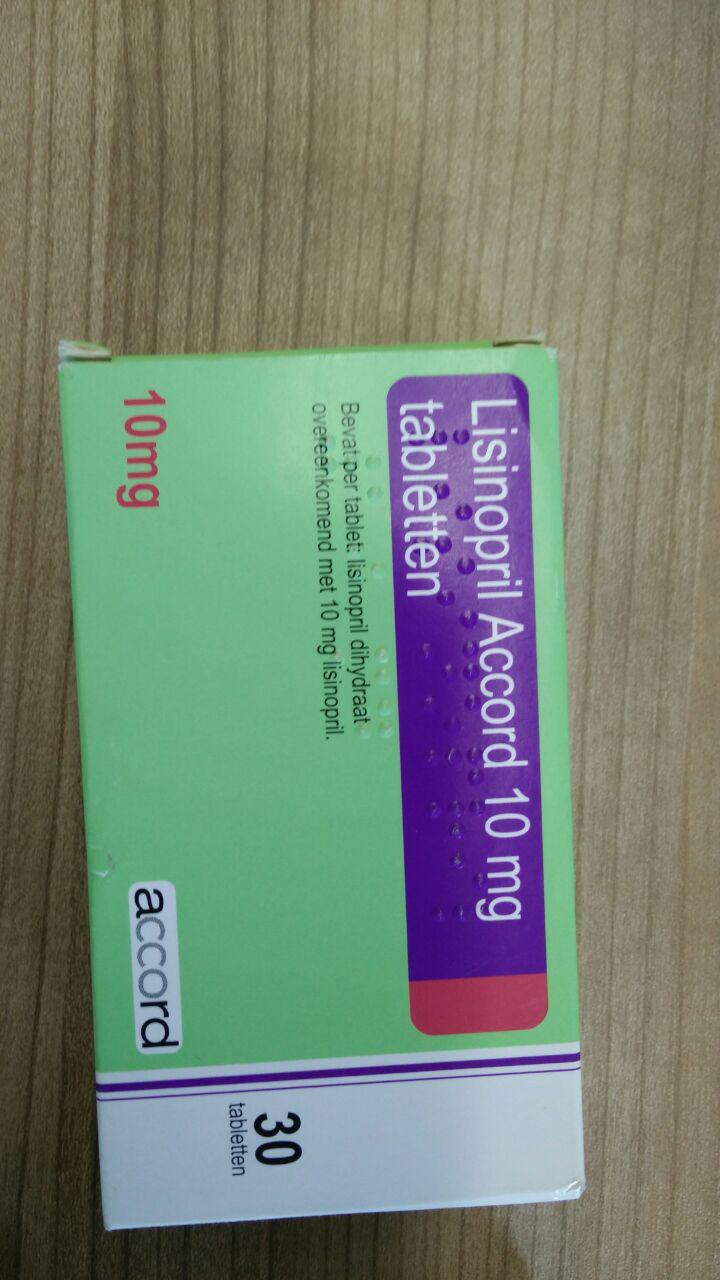 Lisinopril Accord 10 mg
tabletten
Bevat per tablet: lisinopril dihydraat
overeenkomend met 10 mg lisinopril.
10mg
accord
30
tabletten